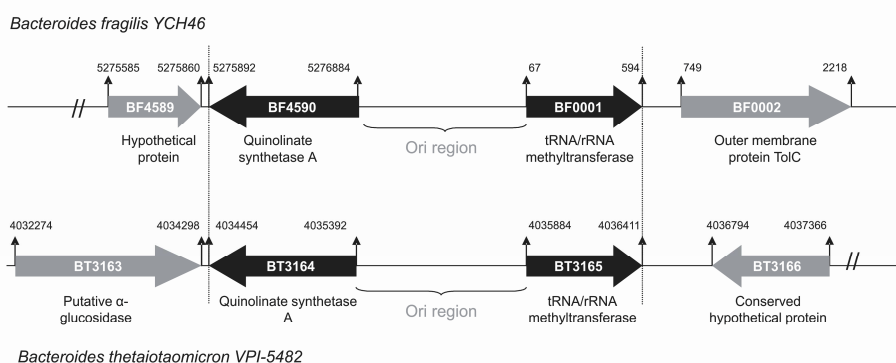 Bacteroides fragilis YCH46
5275585 5275860 5275892 5276884 67 594 749 2218
BF4589 BF4590 BF0001 BF0002
Hypothetical protein
Quinolinate synthetase A
Ori region
tRNA/rRNA methyltransferase
Outer membrane protein TolC
4032274 4034298 4034454 4035392 4035884 4036411 4036794 4037366
BT3163 BT3164 BT3165 BT3166
Putative α-
glucosidase
Quinolinate synthetase
A
Ori region
tRNA/rRNA
methyltransferase
Conserved
hypothetical protein
Bacteroides thetaiotaomicron VPI-5482